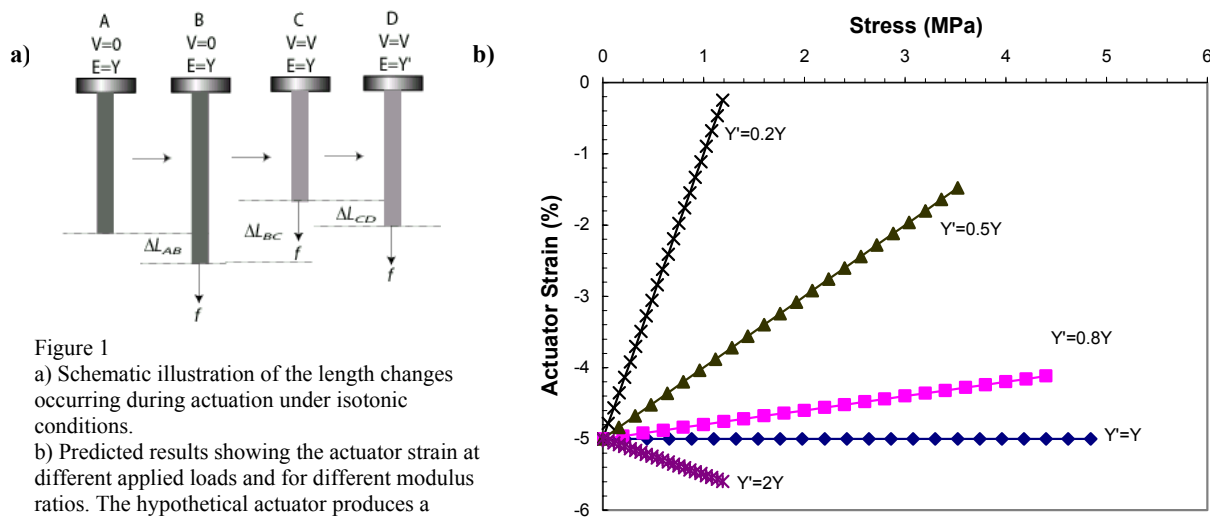 a)
A B C D
V=0 V=0 V=V V=V
E=Y E=Y E=Y E=Y'
ΔL_AB ΔL_BC ΔL_CD
f f f
Figure 1
a) Schematic illustration of the length changes
occurring during actuation under isotonic
conditions.
b) Predicted results showing the actuator strain at
different applied loads and for different modulus
ratios. The hypothetical actuator produces a
b)
Stress (MPa)
0 1 2 3 4 5 6
Actuator Strain (%)
0
-1
-2
-3
-4
-5
-6
Y'=0.2Y
Y'=0.5Y
Y'=0.8Y
Y'=Y
Y'=2Y